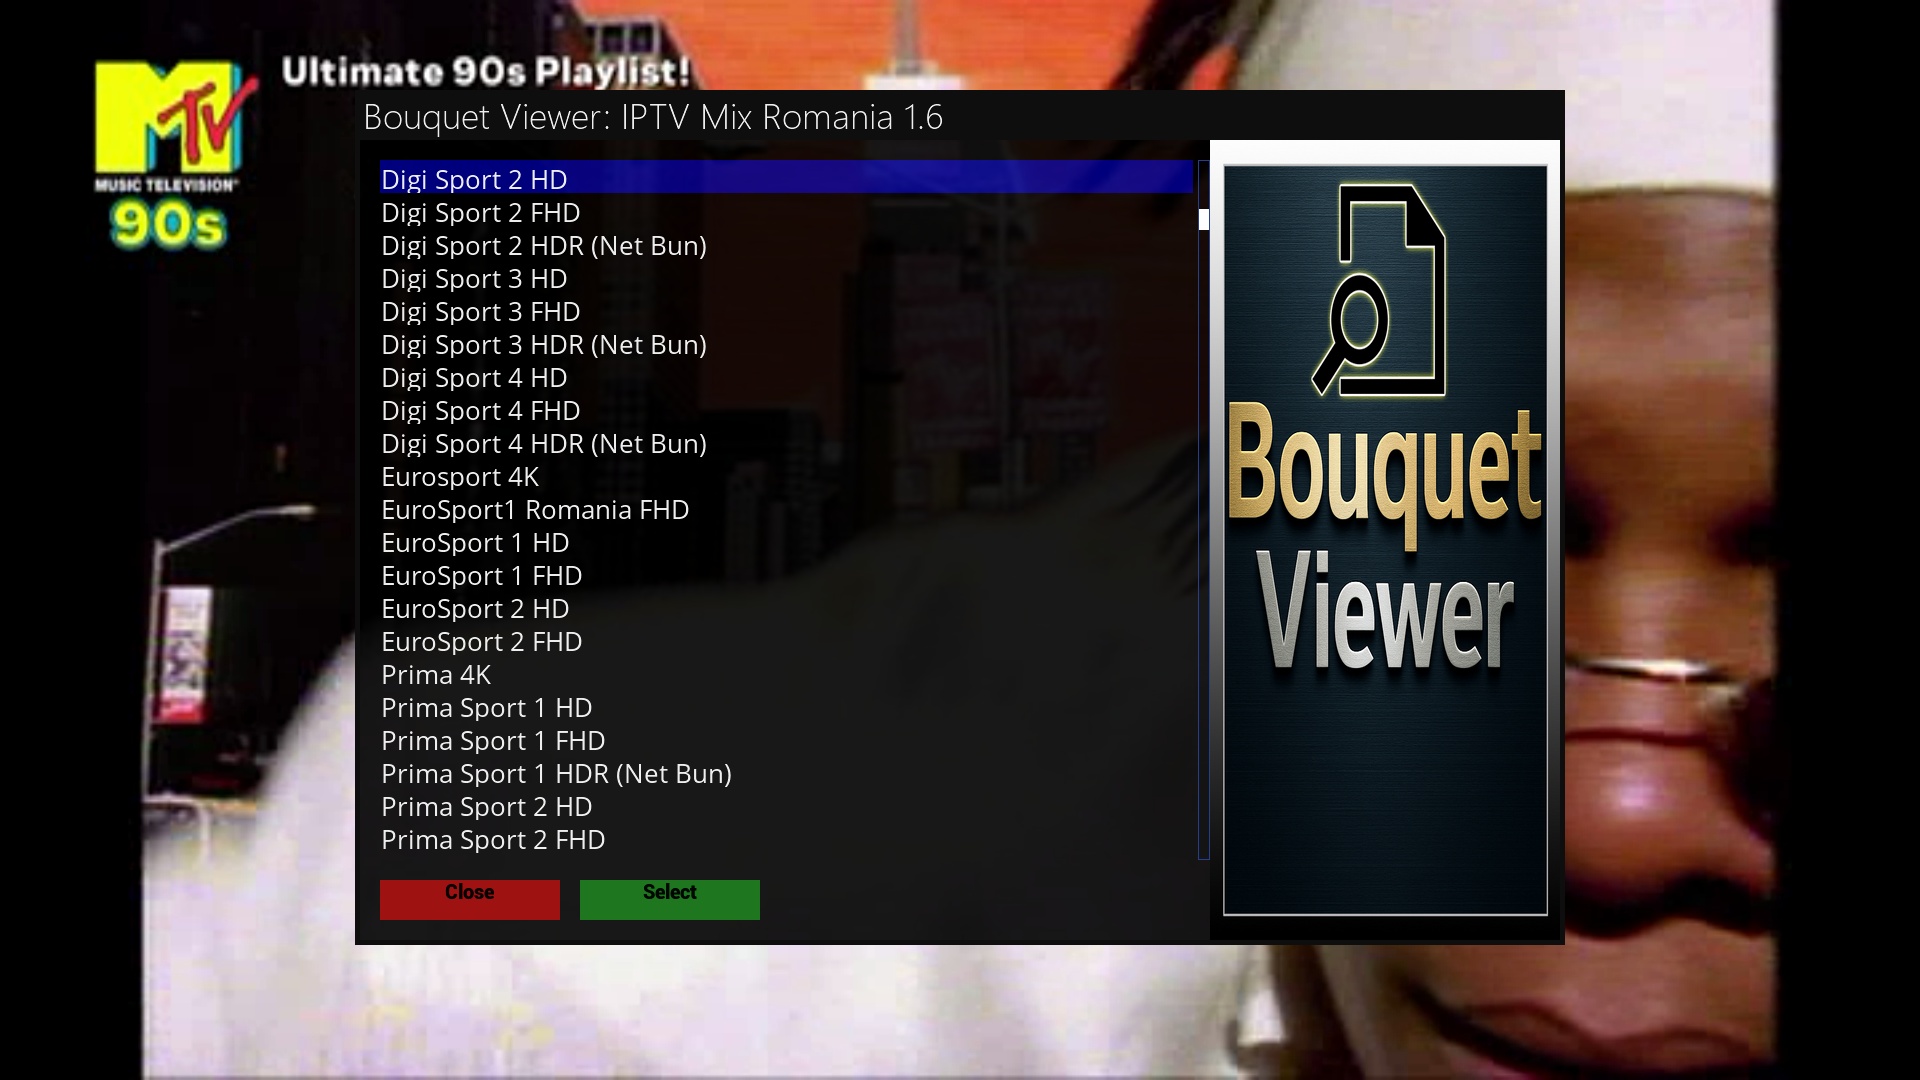 Ultimate 90s Playlist!
MTV
MUSIC TELEVISION
90s
Bouquet Viewer: IPTV Mix Romania 1.6
Digi Sport 2 HD
Digi Sport 2 FHD
Digi Sport 2 HDR (Net Bun)
Digi Sport 3 HD
Digi Sport 3 FHD
Digi Sport 3 HDR (Net Bun)
Digi Sport 4 HD
Digi Sport 4 FHD
Digi Sport 4 HDR (Net Bun)
Eurosport 4K
EuroSport1 Romania FHD
EuroSport 1 HD
EuroSport 1 FHD
EuroSport 2 HD
EuroSport 2 FHD
Prima 4K
Prima Sport 1 HD
Prima Sport 1 FHD
Prima Sport 1 HDR (Net Bun)
Prima Sport 2 HD
Prima Sport 2 FHD
Close
Select
Bouquet
Viewer